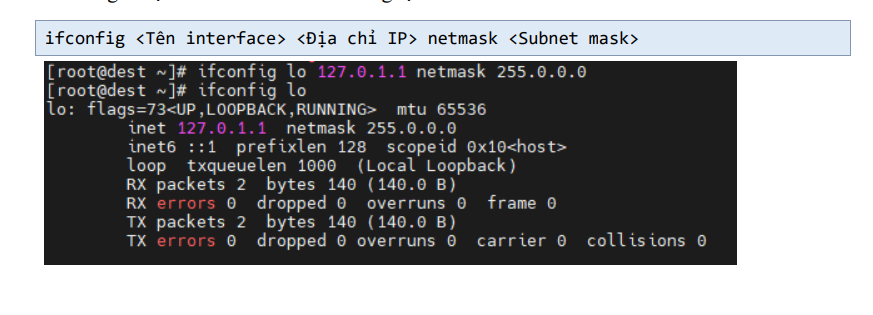 ifconfig <Tên interface> <Địa chỉ IP> netmask <Subnet mask>
[root@dest ~]# ifconfig lo 127.0.1.1 netmask 255.0.0.0
[root@dest ~]# ifconfig lo
lo: flags=73<UP,LOOPBACK,RUNNING>  mtu 65536
        inet 127.0.1.1  netmask 255.0.0.0
        inet6 ::1  prefixlen 128  scopeid 0x10<host>
        loop  txqueuelen 1000  (Local Loopback)
        RX packets 2  bytes 140 (140.0 B)
        RX errors 0  dropped 0  overruns 0  frame 0
        TX packets 2  bytes 140 (140.0 B)
        TX errors 0  dropped 0 overruns 0  carrier 0  collisions 0